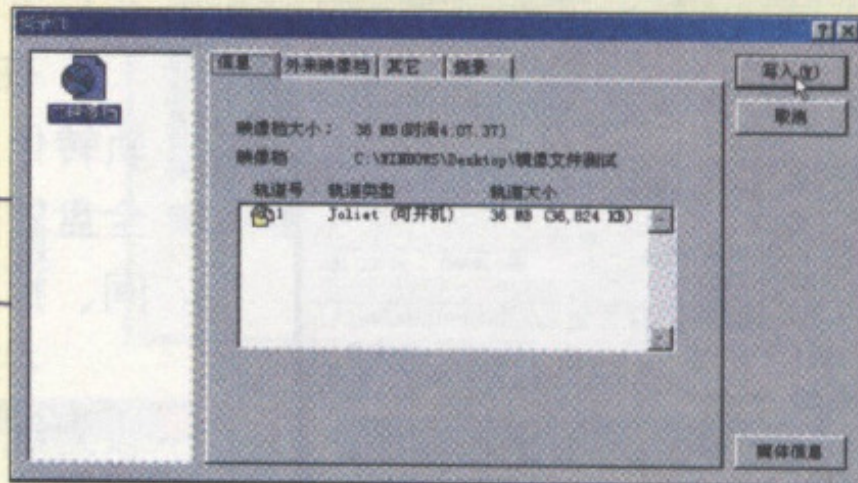 信息 外来映像档 其它 烧录
写入(Y)
取消
映像档大小： 36 MB(时间4:07.37)
映像档 C:\WINDOWS\Desktop\镜像文件测试
轨道号 轨道类型 轨道大小
1 Joliet (可开机) 36 MB (36,824 KB)
媒体信息